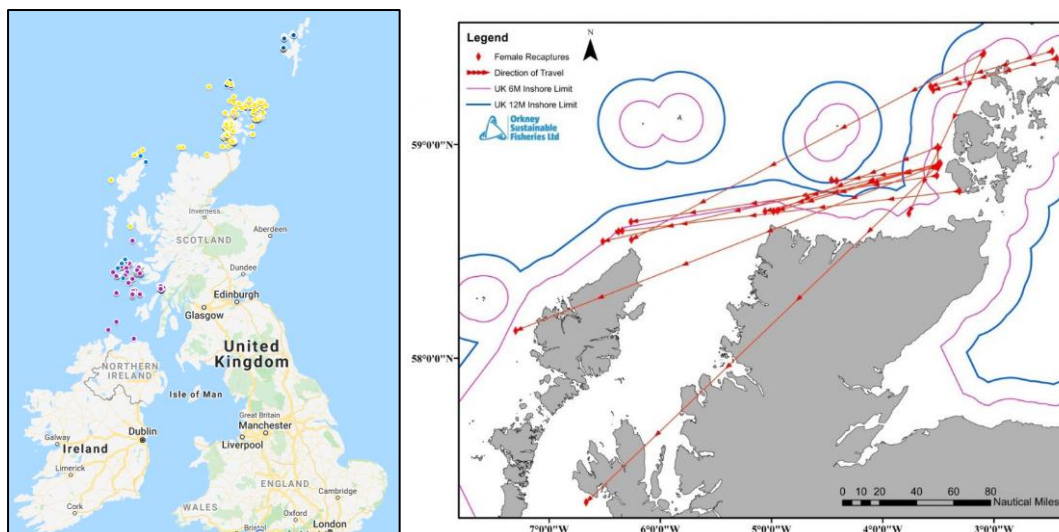 Inverness
SCOTLAND
Aberdeen
Dundee
Edinburgh
Glasgow
United
Kingdom
NORTHERN
IRELAND
Isle of Man
Great Britain
Dublin
Manchester
Liverpool
Galway
Ireland
Limerick
ENGLAND
Cork
WALES
Cambridge
Bristol
London
Legend
Female Recaptures
Direction of Travel
UK 6M Inshore Limit
UK 12M Inshore Limit
Orkney
Sustainable
Fisheries Ltd
N
59°0'0"N
58°0'0"N
0 10 20 40 60 80
Nautical Miles
7°0'0"W 6°0'0"W 5°0'0"W 4°0'0"W 3°0'0"W